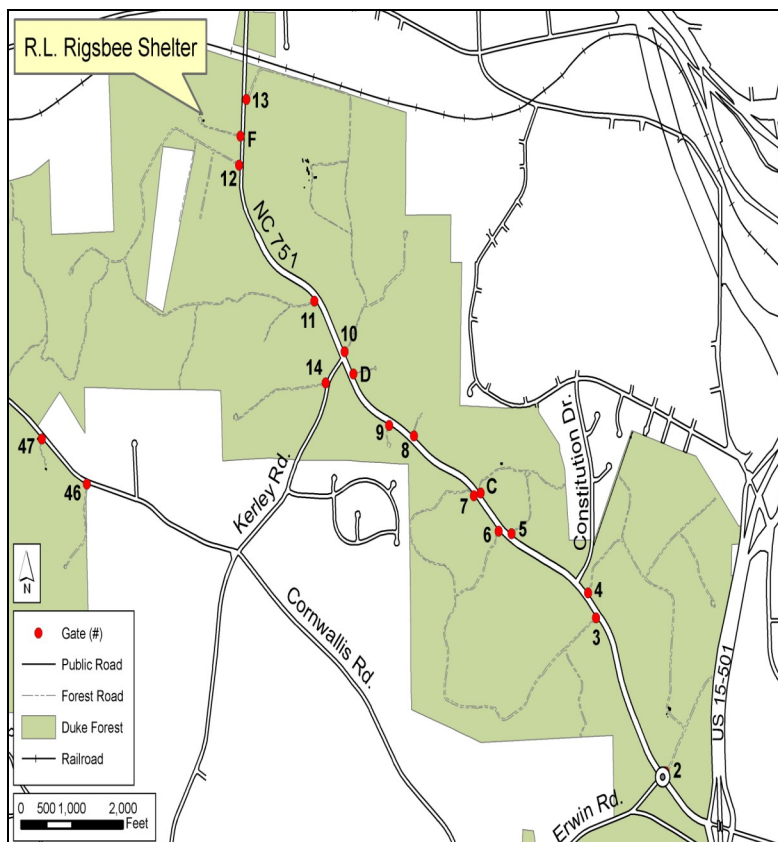 R.L. Rigsbee Shelter
13
F
12
NC 751
11
10
14
D
9
8
47
46
Kerley Rd.
C
7
6
5
Constitution Dr.
4
3
Cornwallis Rd.
US 15-501
2
Erwin Rd.
N
Gate (#)
Public Road
Forest Road
Duke Forest
Railroad
0 500 1,000 2,000
Feet